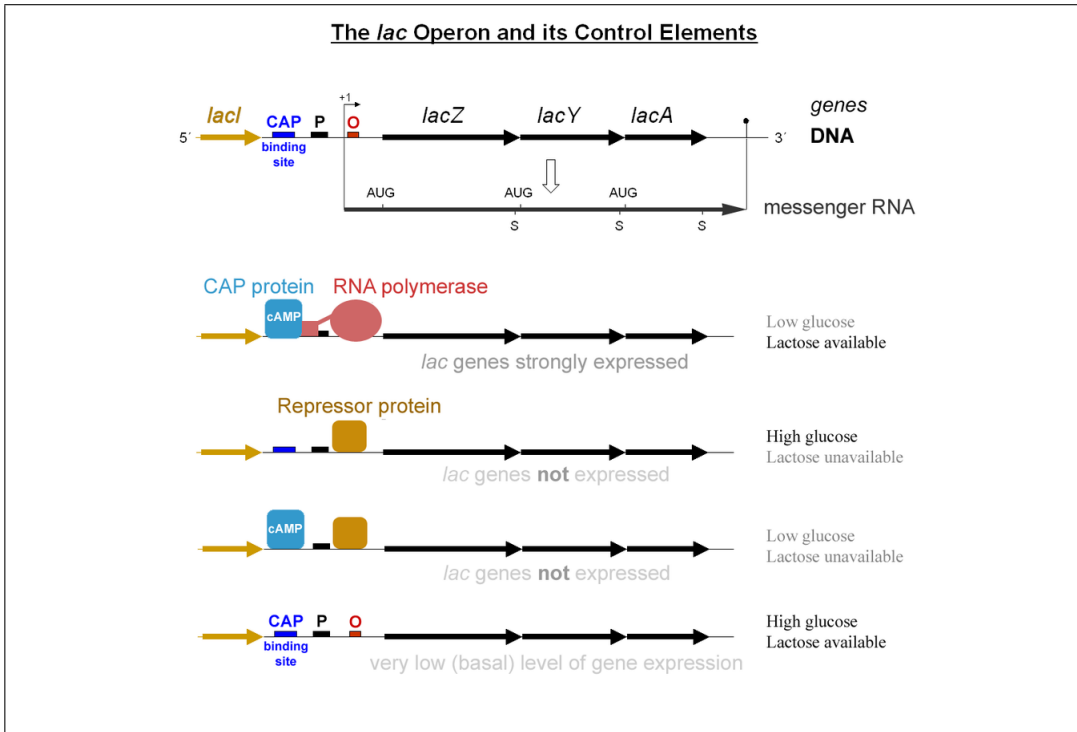 The lac Operon and its Control Elements
+1
lacI
CAP
P
O
lacZ
lacY
lacA
genes
5´
3´
DNA
binding
site
AUG
AUG
AUG
messenger RNA
S
S
S
CAP protein
RNA polymerase
cAMP
Low glucose
Lactose available
lac genes strongly expressed
Repressor protein
High glucose
Lactose unavailable
lac genes not expressed
cAMP
Low glucose
Lactose unavailable
lac genes not expressed
CAP
P
O
High glucose
Lactose available
binding
site
very low (basal) level of gene expression